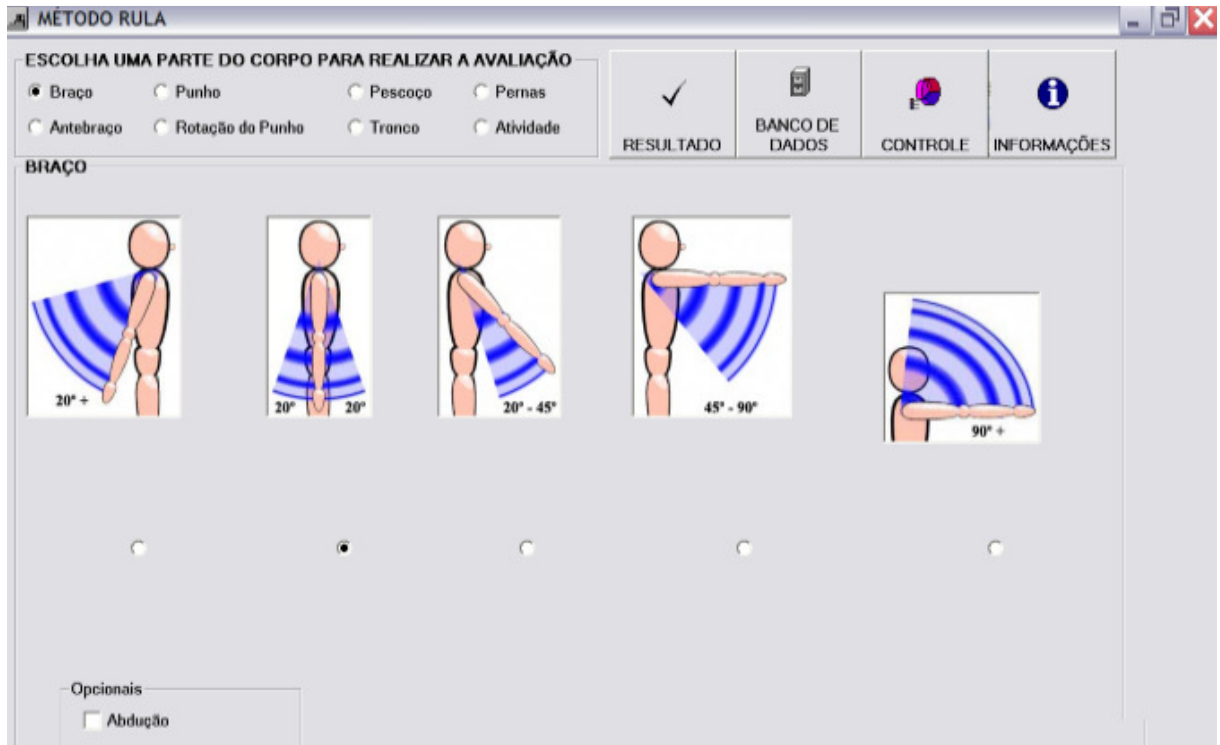 MÉTODO RULA
ESCOLHA UMA PARTE DO CORPO PARA REALIZAR A AVALIAÇÃO
Braço Punho Pescoço Pernas
Antebraço Rotação do Punho Tronco Atividade
RESULTADO
BANCO DE
DADOS
CONTROLE
INFORMAÇÕES
BRAÇO
20° +
20° 20°
20° - 45°
45° - 90°
90° +
Opcionais
Abdução